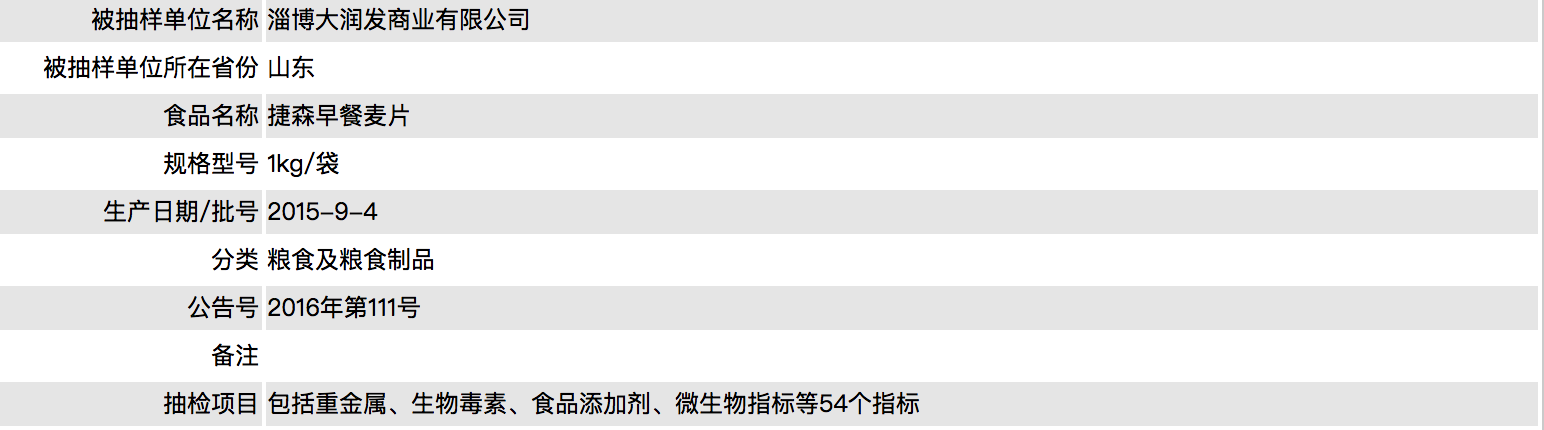 被抽样单位名称 淄博大润发商业有限公司
被抽样单位所在省份 山东
食品名称 捷森早餐麦片
规格型号 1kg/袋
生产日期/批号 2015-9-4
分类 粮食及粮食制品
公告号 2016年第111号
备注
抽检项目 包括重金属、生物毒素、食品添加剂、微生物指标等54个指标